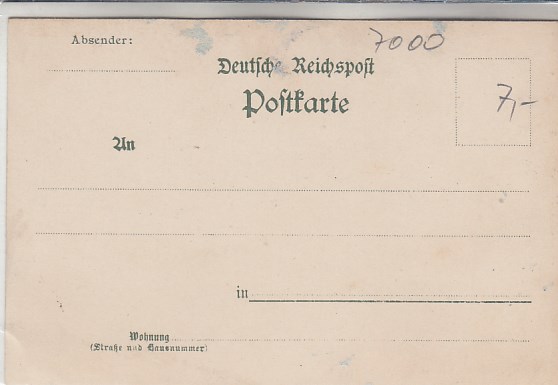 Absender:
7000
Deutsche Reichspost
Postkarte
7,-
An
in
Wohnung
(Straße und Hausnummer)